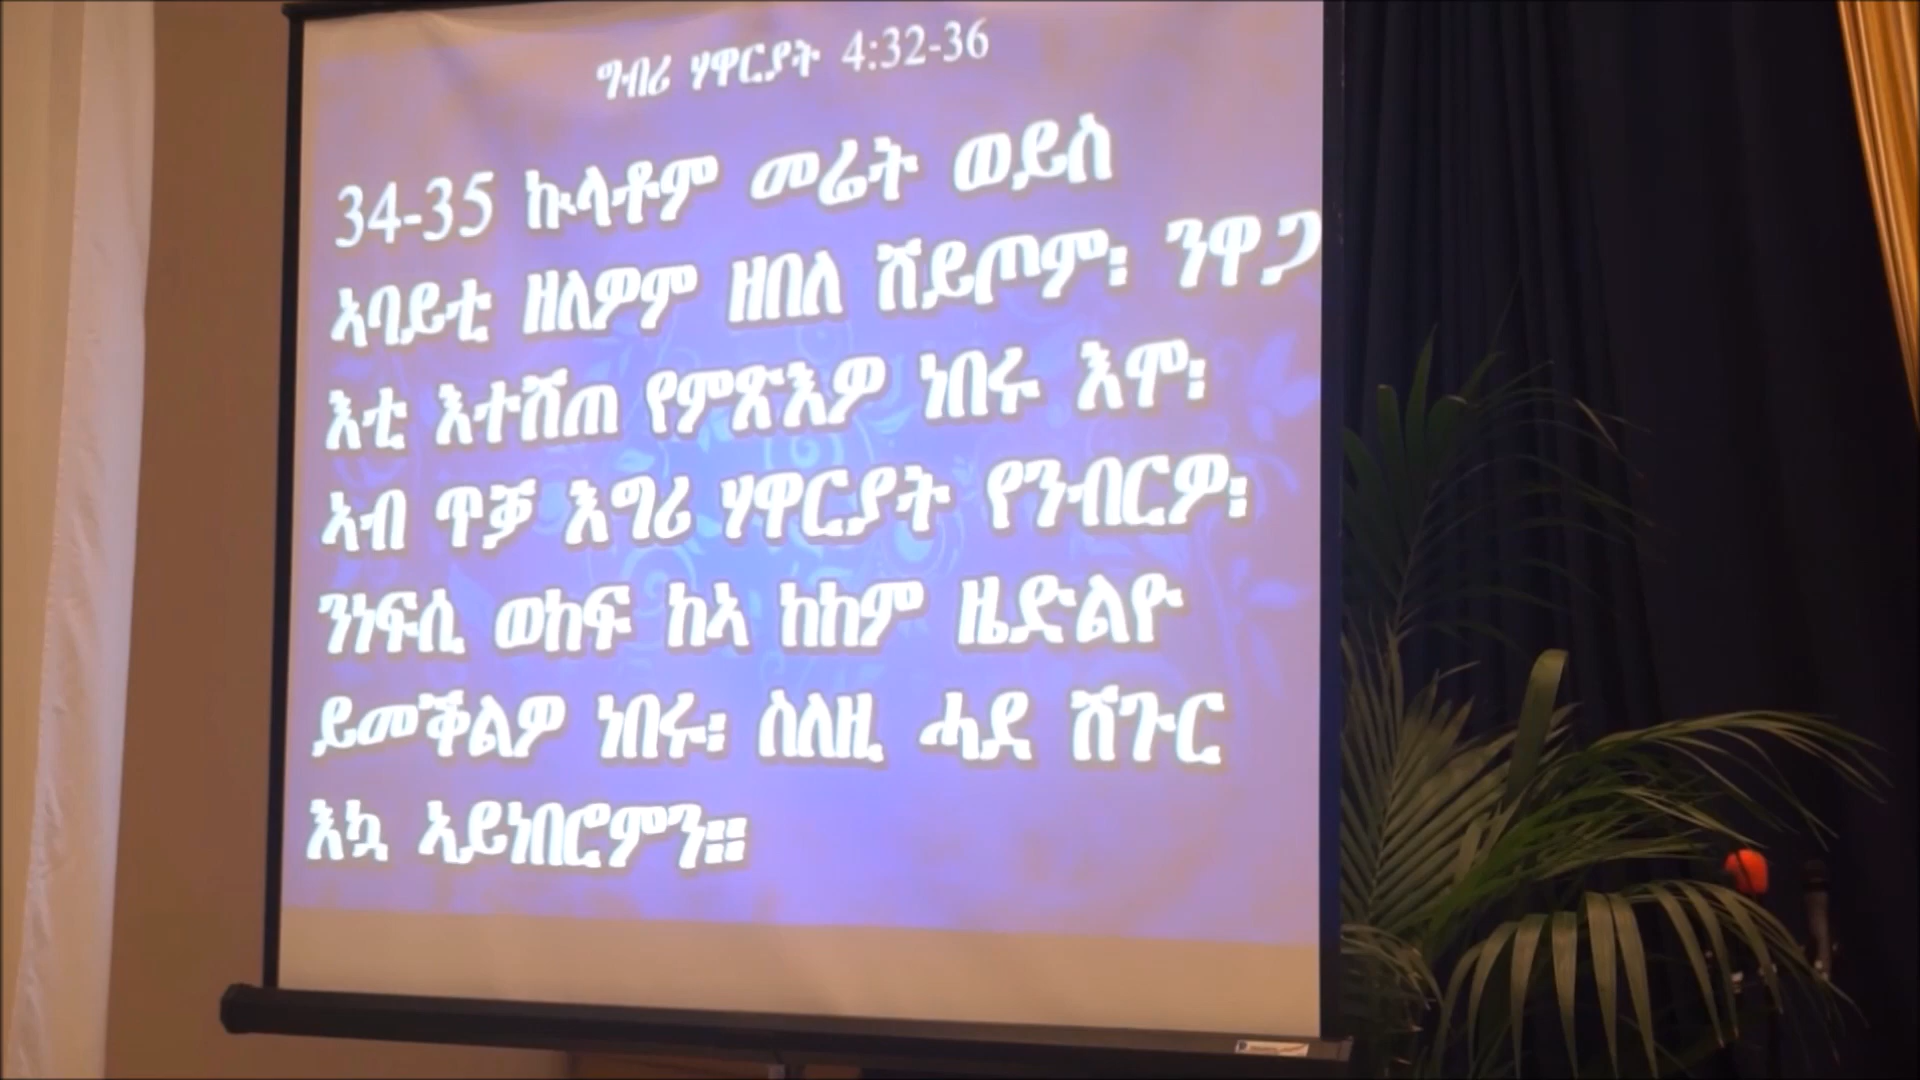 ግብሪ ሃዋርያት 4:32-36
34-35 ኩላቶም መሬት ወይስ
ኣባይቲ ዘለዎም ዘበለ ሸይጦም፡ ንዋጋ
እቲ እተሸጠ የምጽእዎ ነበሩ እሞ፡
ኣብ ጥቓ እግሪ ሃዋርያት የንብርዎ፡
ንነፍሲ ወከፍ ከኣ ከከም ዜድልዮ
ይመቕልዎ ነበሩ፡ ስለዚ ሓደ ሽጉር
እኳ ኣይነበሮምን።